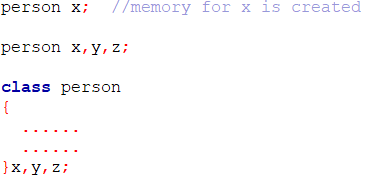 person x;  //memory for x is created
person x,y,z;
class person
{
  ......
  ......
}x,y,z;